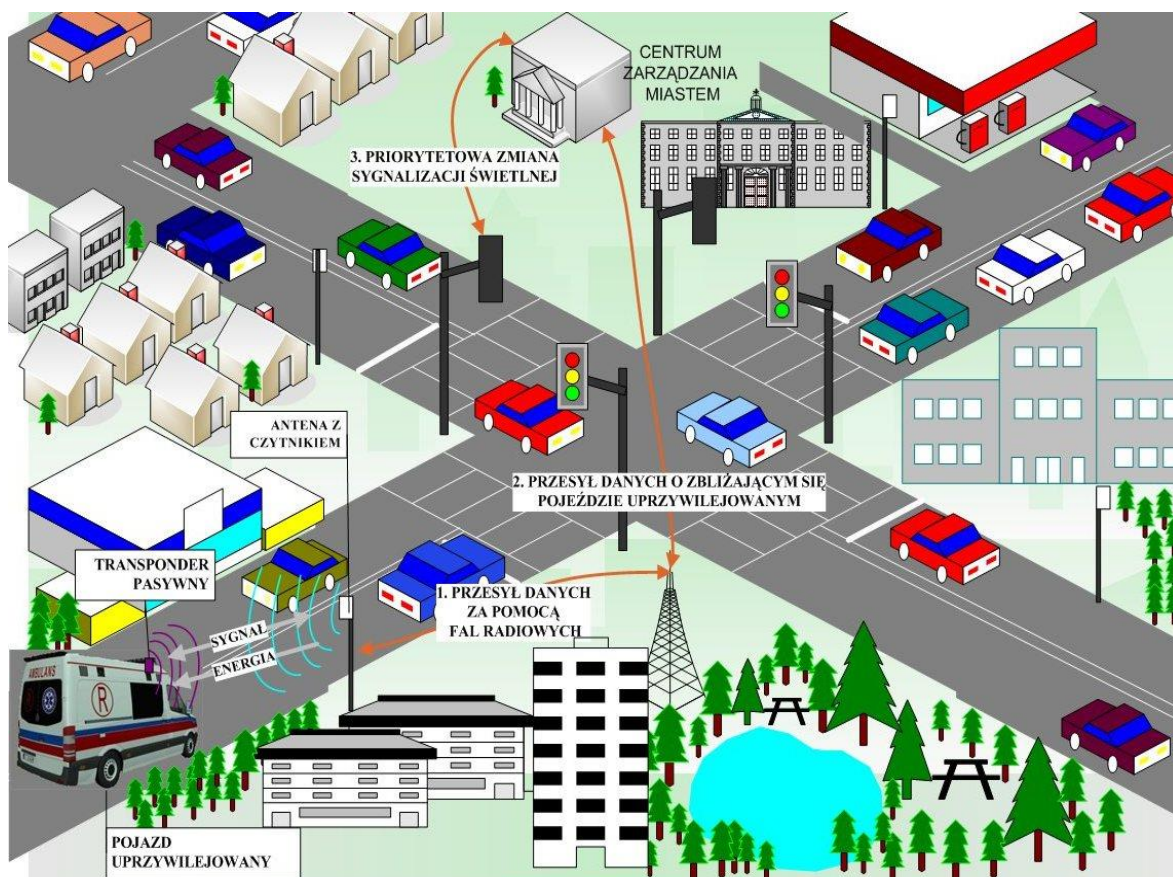 CENTRUM
ZARZĄDZANIA
MIASTEM
3. PRIORYTETOWA ZMIANA
SYGNALIZACJI ŚWIETLNEJ
ANTENA Z
CZYTNIKIEM
2. PRZESYŁ DANYCH O ZBLIŻAJĄCYM SIĘ
POJEŹDZIE UPRZYWILEJOWANYM
TRANSPONDER
PASYWNY
1. PRZESYŁ DANYCH
ZA POMOCĄ
FAL RADIOWYCH
SYGNAŁ
ENERGIA
AMBULANS
R
POJAZD
UPRZYWILEJOWANY